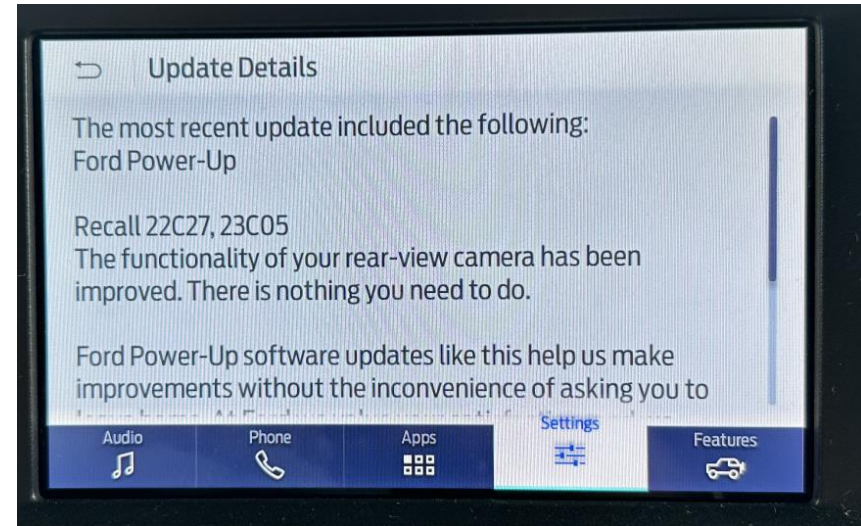 Update Details
The most recent update included the following:
Ford Power-Up
Recall 22C27, 23C05
The functionality of your rear-view camera has been
improved. There is nothing you need to do.
Ford Power-Up software updates like this help us make
improvements without the inconvenience of asking you to
Audio
Phone
Apps
Settings
Features